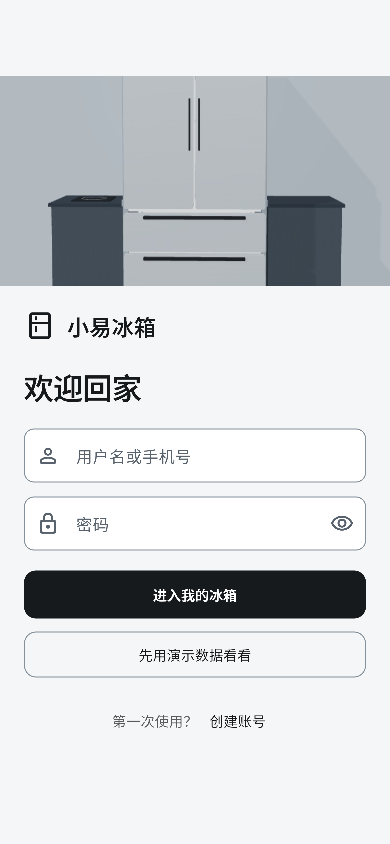 小易冰箱
欢迎回家
用户名或手机号
密码
进入我的冰箱
先用演示数据看看
第一次使用? 创建账号